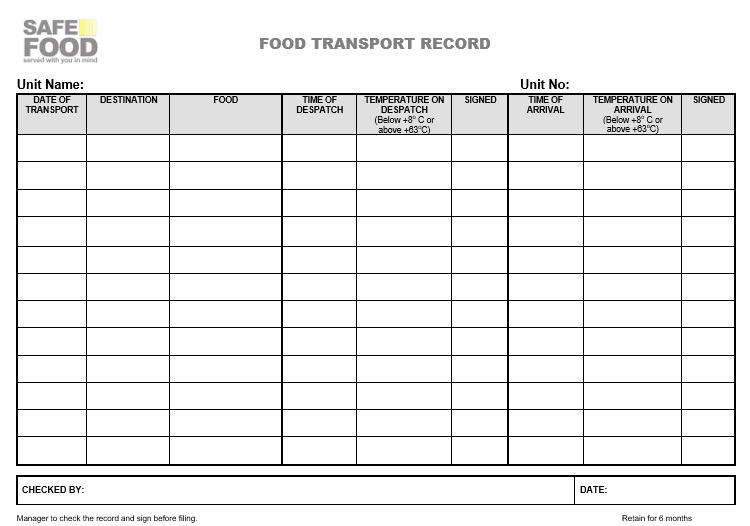 SAFE
FOOD
served with you in mind
FOOD TRANSPORT RECORD
Unit Name:
Unit No:
DATE OF
TRANSPORT
DESTINATION
FOOD
TIME OF
DESPATCH
TEMPERATURE ON
DESPATCH
(Below +8° C or
above +63°C)
SIGNED
TIME OF
ARRIVAL
TEMPERATURE ON
ARRIVAL
(Below +8° C or
above +63°C)
SIGNED
CHECKED BY:
DATE:
Manager to check the record and sign before filing.
Retain for 6 months